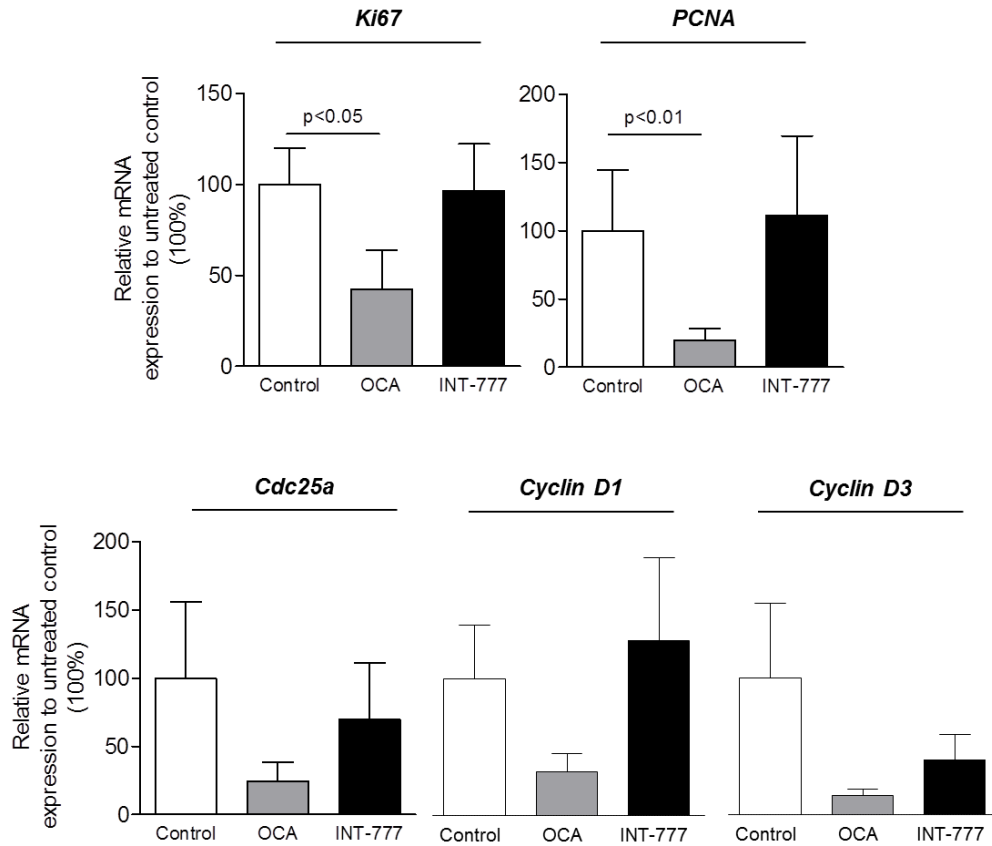 Ki67
PCNA
Relative mRNA
expression to untreated control
(100%)
150
100
50
0
p<0.05
Control
OCA
INT-777
200
150
100
50
0
p<0.01
Control
OCA
INT-777
Cdc25a
Cyclin D1
Cyclin D3
Relative mRNA
expression to untreated control
(100%)
200
150
100
50
0
Control
OCA
INT-777
Control
OCA
INT-777
Control
OCA
INT-777